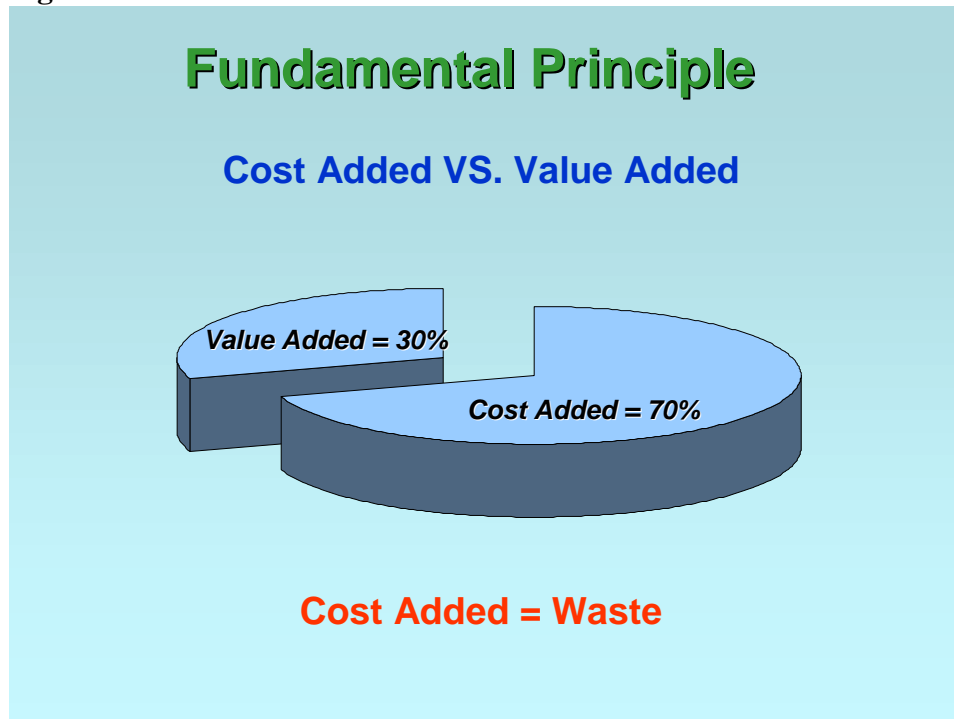 Fundamental Principle
Cost Added VS. Value Added
Value Added = 30%
Cost Added = 70%
Cost Added = Waste